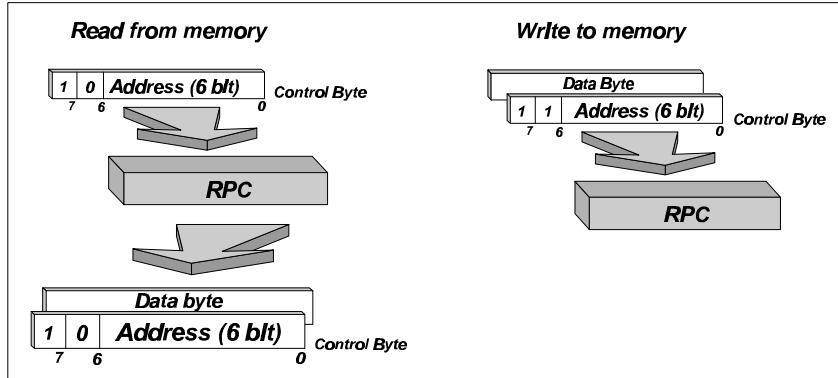 Read from memory
1 0 Address (6 bIt)
7 6 0
Control Byte
RPC
Data byte
1 0 Address (6 bIt)
7 6 0
Control Byte
WrIte to memory
Data Byte
1 1 Address (6 bIt)
7 6 0
Control Byte
RPC